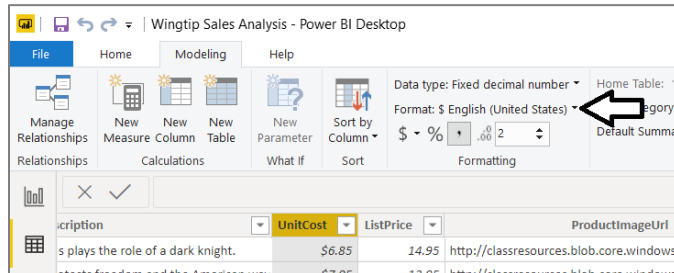 Wingtip Sales Analysis - Power BI Desktop
File Home Modeling Help
Manage Relationships
New Measure
New Column
New Table
New Parameter
Sort by Column
Data type: Fixed decimal number
Format: $ English (United States)
$ % , .00 2
Home Table:
egory
Default Summa
Relationships Calculations What If Sort Formatting
scription UnitCost ListPrice ProductImageUrl
s plays the role of a dark knight. $6.85 14.95 http://classresources.blob.core.windows